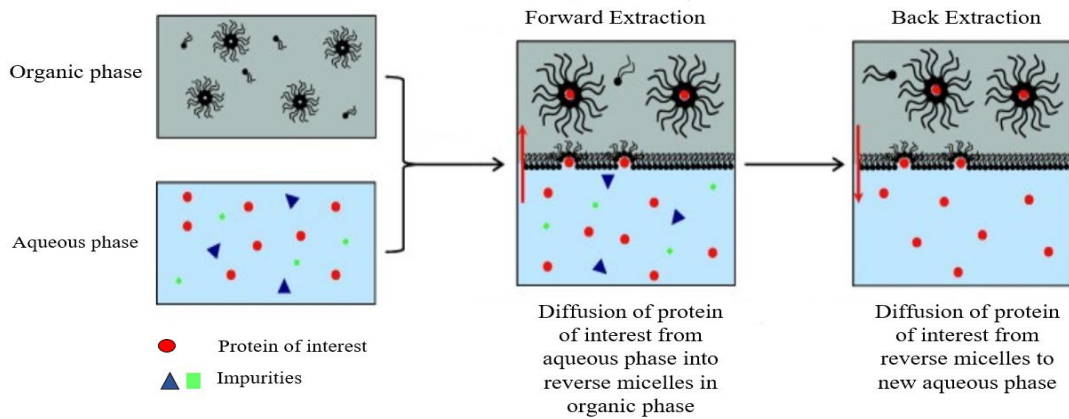 Organic phase
Aqueous phase
Protein of interest
Impurities
Forward Extraction
Diffusion of protein
of interest from
aqueous phase into
reverse micelles in
organic phase
Back Extraction
Diffusion of protein
of interest from
reverse micelles to
new aqueous phase